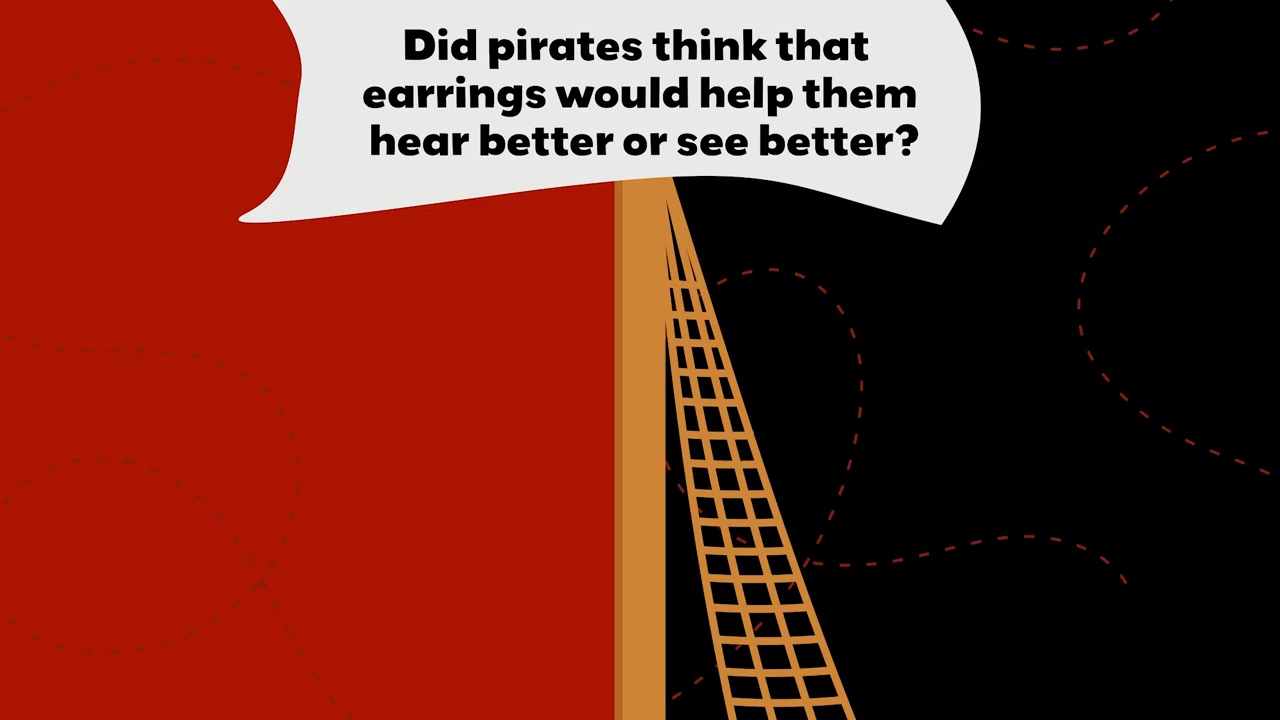 Did pirates think that
earrings would help them
hear better or see better?